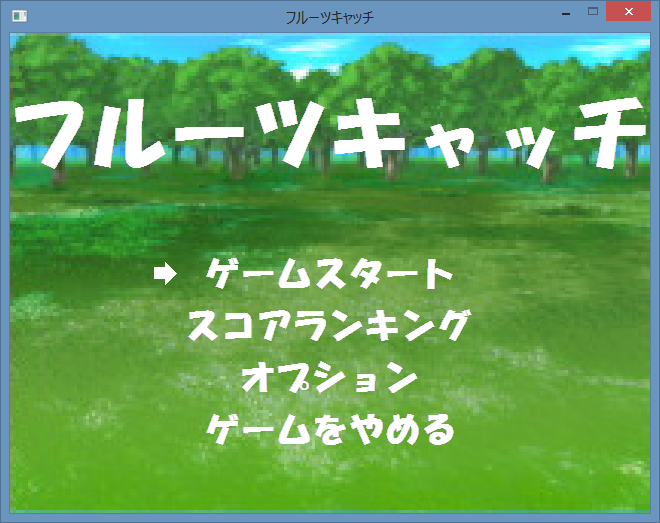 フルーツキャッチ
フルーツキャッチ
ゲームスタート
スコアランキング
オプション
ゲームをやめる